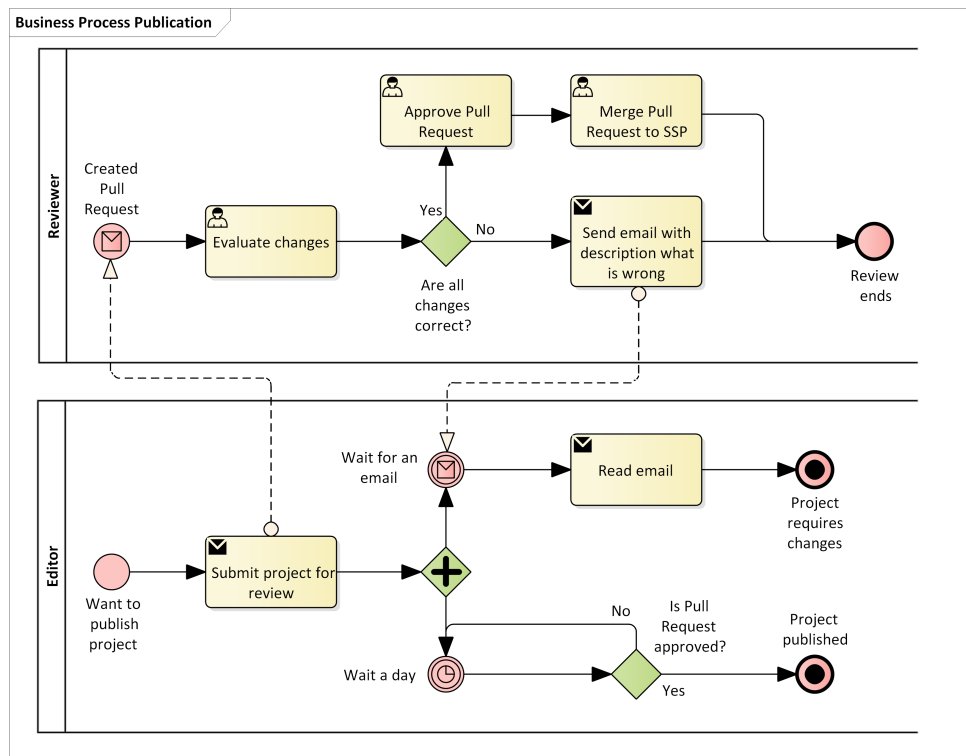 Business Process Publication
Reviewer
Created
Pull
Request
Evaluate changes
Approve Pull
Request
Merge Pull
Request to SSP
Yes
No
Are all
changes
correct?
Send email with
description what
is wrong
Review
ends
Editor
Want to
publish
project
Submit project for
review
Wait for an
email
Read email
Project
requires
changes
Wait a day
No
Is Pull
Request
approved?
Yes
Project
published